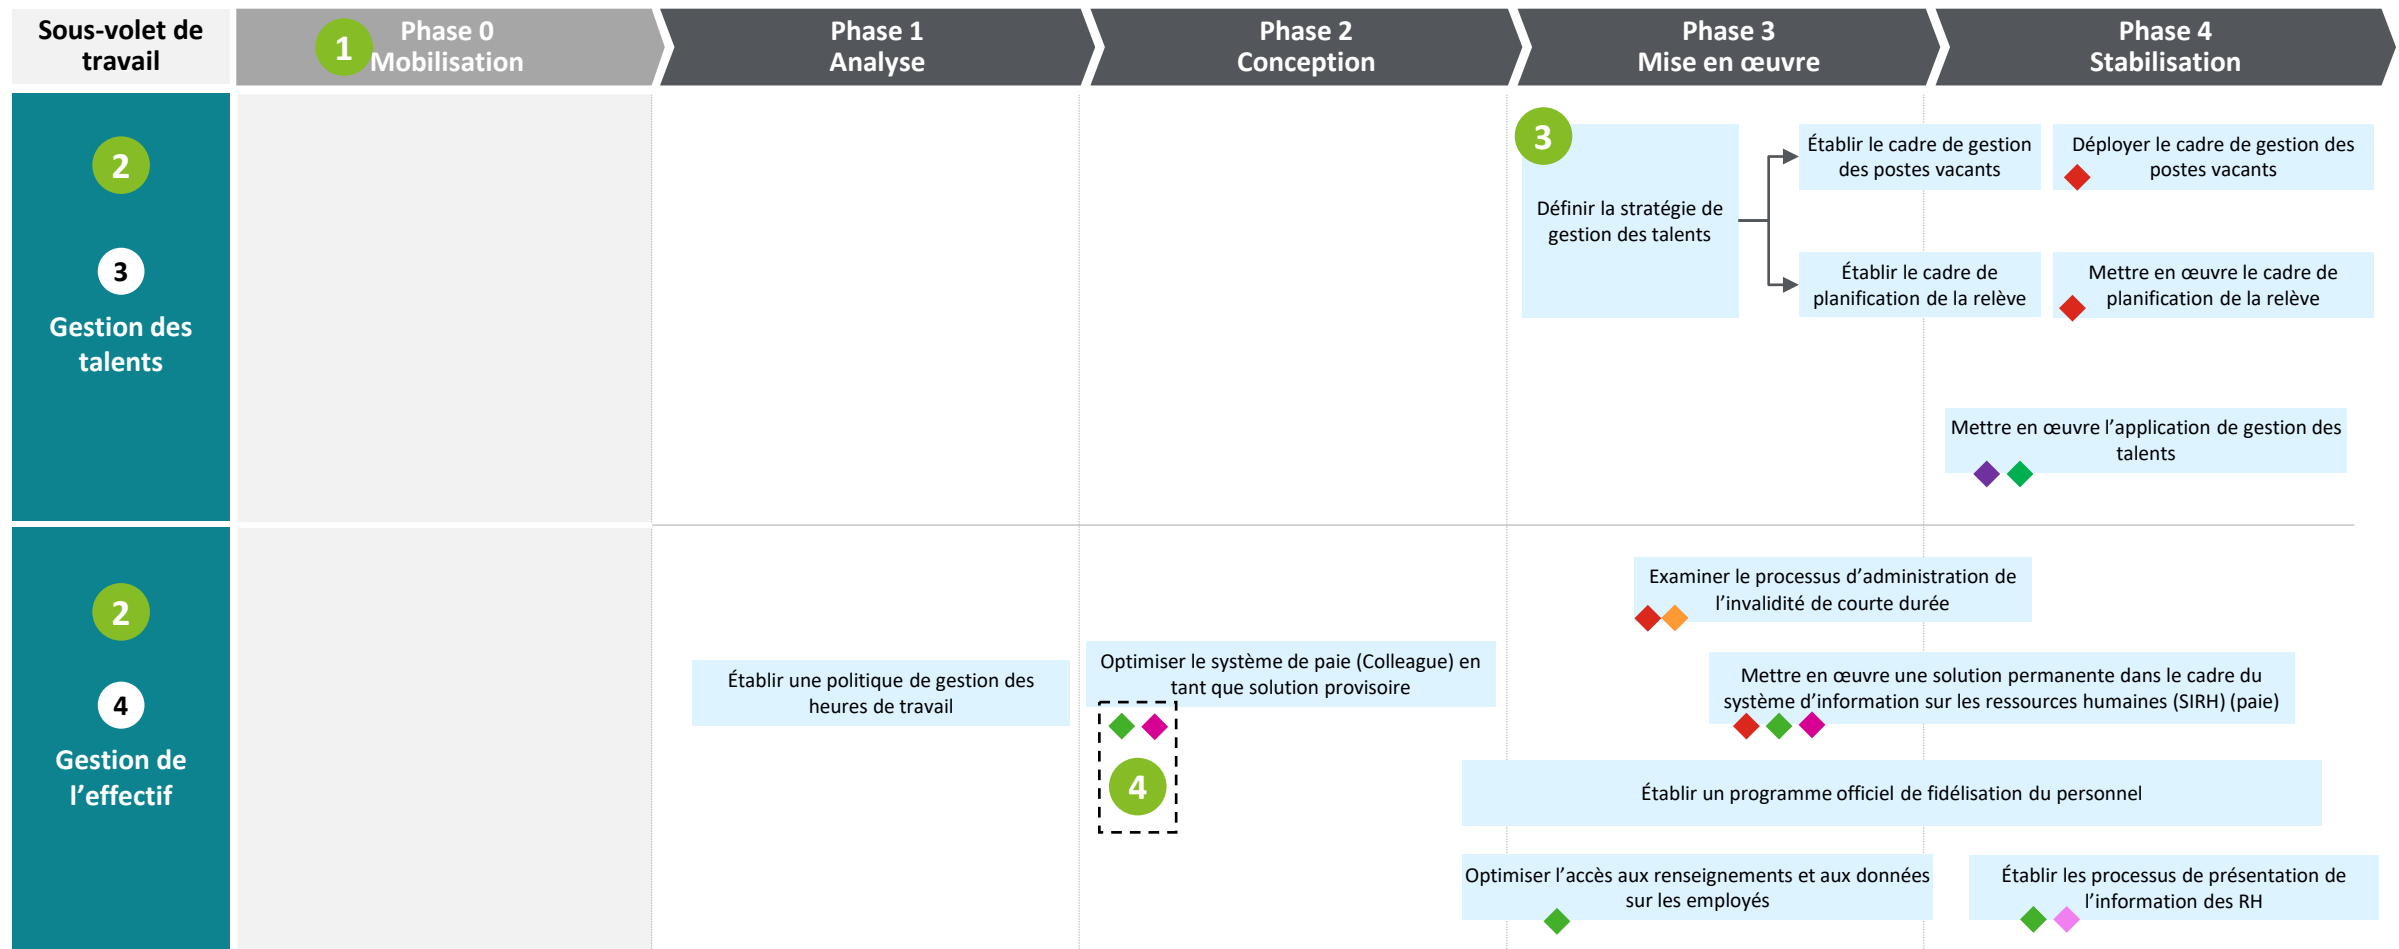 Sous-volet de
travail
1
Phase 0
Mobilisation
Phase 1
Analyse
Phase 2
Conception
Phase 3
Mise en œuvre
Phase 4
Stabilisation
2
3
Gestion des
talents
3
Définir la stratégie de
gestion des talents
Établir le cadre de gestion
des postes vacants
Déployer le cadre de gestion des
postes vacants
Établir le cadre de
planification de la relève
Mettre en œuvre le cadre de
planification de la relève
Mettre en œuvre l’application de gestion des
talents
2
4
Gestion de
l’effectif
Établir une politique de gestion des
heures de travail
Optimiser le système de paie (Colleague) en
tant que solution provisoire
4
Examiner le processus d’administration de
l’invalidité de courte durée
Mettre en œuvre une solution permanente dans le cadre du
système d’information sur les ressources humaines (SIRH) (paie)
Établir un programme officiel de fidélisation du personnel
Optimiser l’accès aux renseignements et aux données
sur les employés
Établir les processus de présentation de
l’information des RH